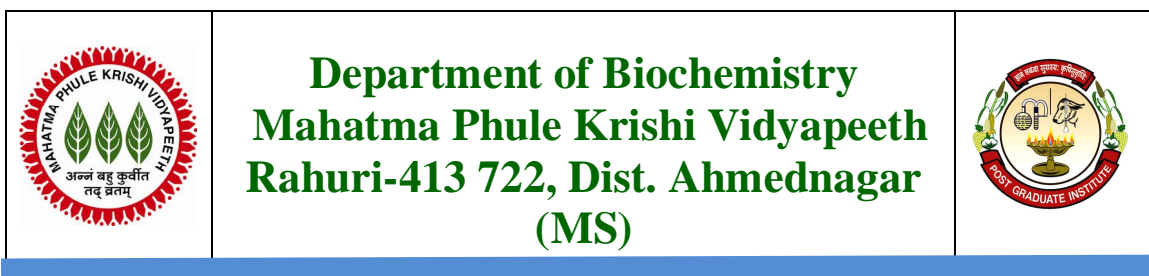 MAHATMA PHULE KRISHI VIDYAPEETH
अन्नं बहु कुर्वीत
तद् व्रतम्
Department of Biochemistry
Mahatma Phule Krishi Vidyapeeth
Rahuri-413 722, Dist. Ahmednagar
(MS)
POST GRADUATE INSTITUTE